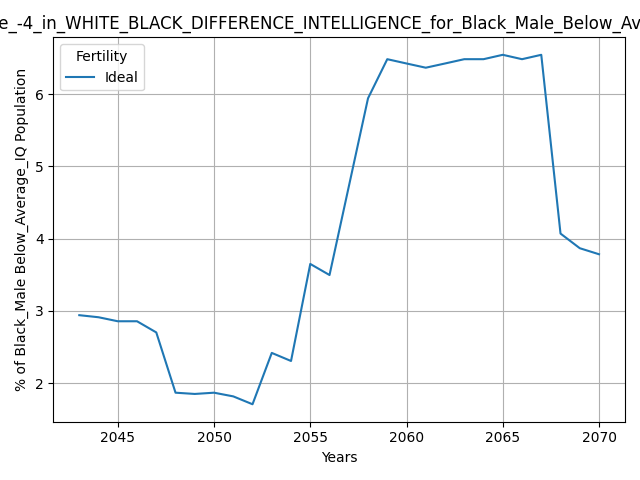 e_-4_in_WHITE_BLACK_DIFFERENCE_INTELLIGENCE_for_Black_Male_Below_Av
Fertility
Ideal
% of Black_Male Below_Average_IQ Population
6
5
4
3
2
2045 2050 2055 2060 2065 2070
Years